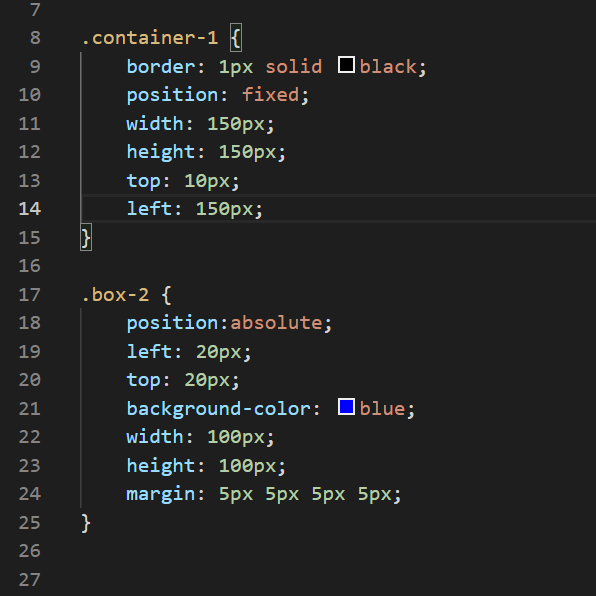 7
8 .container-1 {
9 border: 1px solid black;
10 position: fixed;
11 width: 150px;
12 height: 150px;
13 top: 10px;
14 left: 150px;
15 }
16
17 .box-2 {
18 position:absolute;
19 left: 20px;
20 top: 20px;
21 background-color: blue;
22 width: 100px;
23 height: 100px;
24 margin: 5px 5px 5px 5px;
25 }
26
27